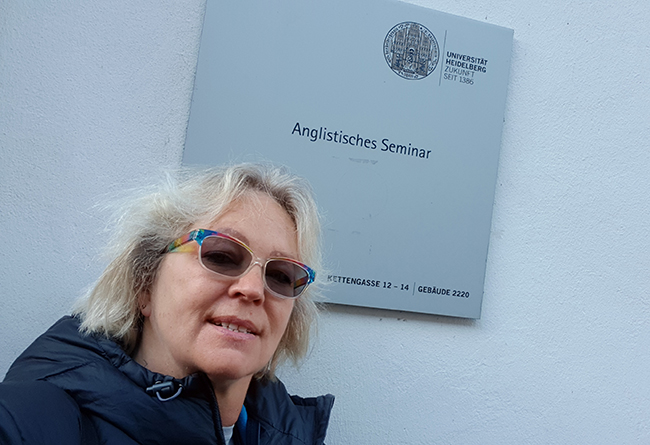 UNIVERSITÄT
HEIDELBERG
ZUKUNFT
SEIT 1386
Anglistisches Seminar
KETTENGASSE 12 – 14 | GEBÄUDE 2220